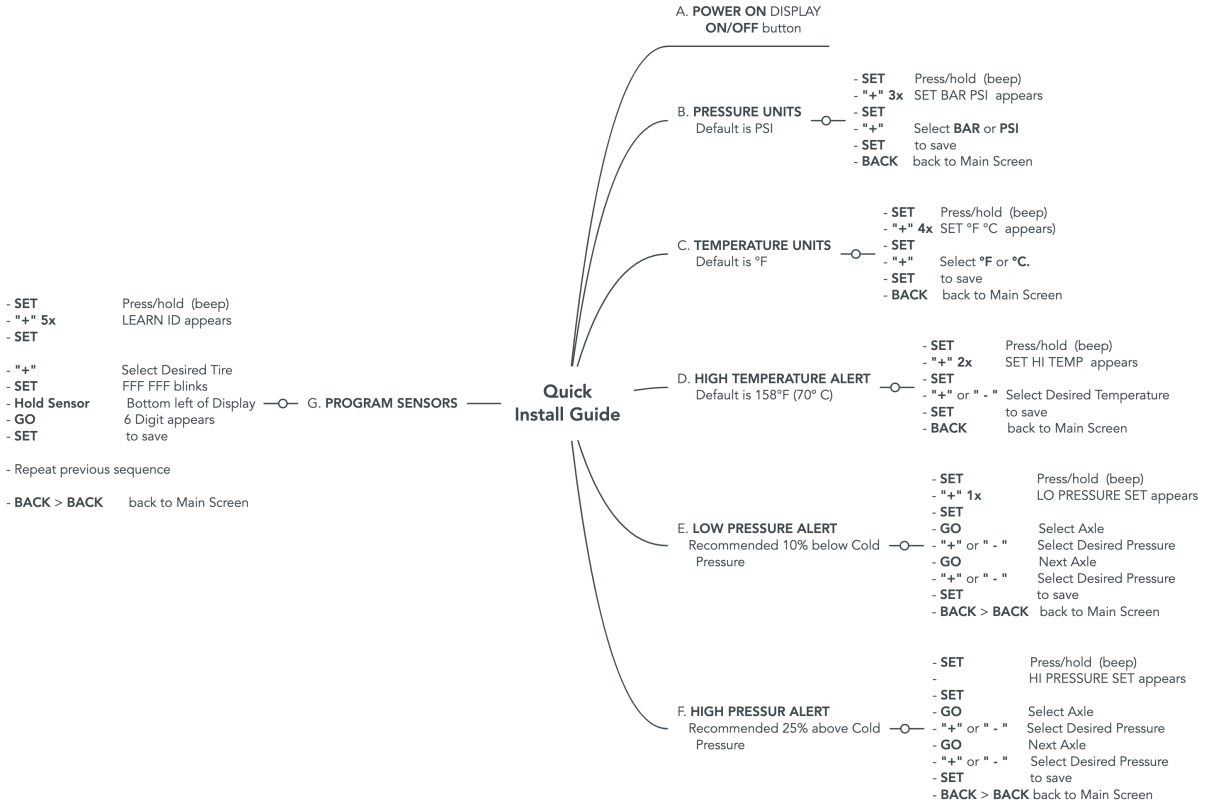 Quick
Install Guide
A. POWER ON DISPLAY
ON/OFF button
B. PRESSURE UNITS
Default is PSI
- SET Press/hold (beep)
- "+" 3x SET BAR PSI appears
- SET
- "+" Select BAR or PSI
- SET to save
- BACK back to Main Screen
C. TEMPERATURE UNITS
Default is °F
- SET Press/hold (beep)
- "+" 4x SET °F °C appears)
- SET
- "+" Select °F or °C.
- SET to save
- BACK back to Main Screen
D. HIGH TEMPERATURE ALERT
Default is 158°F (70° C)
- SET Press/hold (beep)
- "+" 2x SET HI TEMP appears
- SET
- "+" or " - " Select Desired Temperature
- SET to save
- BACK back to Main Screen
E. LOW PRESSURE ALERT
Recommended 10% below Cold
Pressure
- SET Press/hold (beep)
- "+" 1x LO PRESSURE SET appears
- SET
- GO Select Axle
- "+" or " - " Select Desired Pressure
- GO Next Axle
- "+" or " - " Select Desired Pressure
- SET to save
- BACK > BACK back to Main Screen
F. HIGH PRESSUR ALERT
Recommended 25% above Cold
Pressure
- SET Press/hold (beep)
- HI PRESSURE SET appears
- SET
- GO Select Axle
- "+" or " - " Select Desired Pressure
- GO Next Axle
- "+" or " - " Select Desired Pressure
- SET to save
- BACK > BACK back to Main Screen
G. PROGRAM SENSORS
- SET Press/hold (beep)
- "+" 5x LEARN ID appears
- SET
- "+" Select Desired Tire
- SET FFF FFF blinks
- Hold Sensor Bottom left of Display
- GO 6 Digit appears
- SET to save
- Repeat previous sequence
- BACK > BACK back to Main Screen